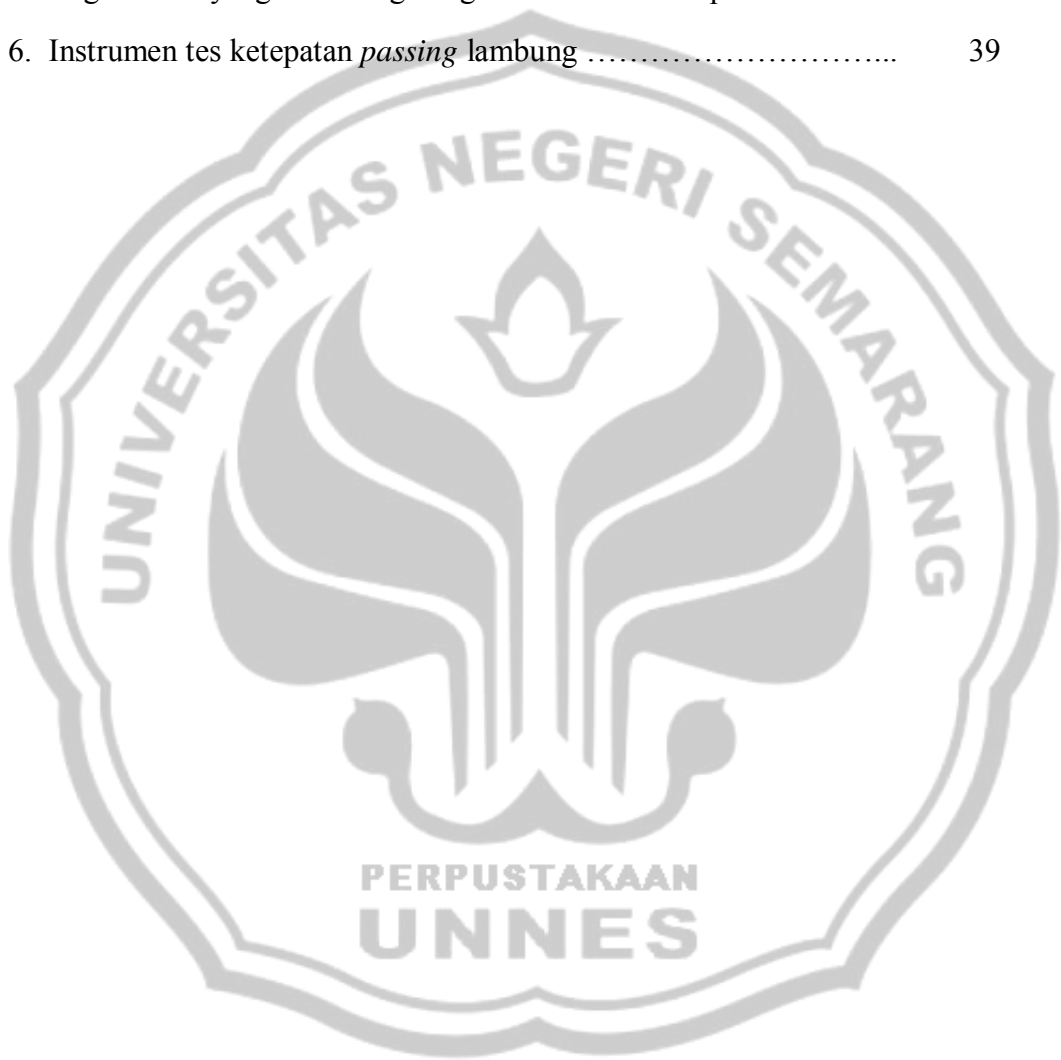 6. Instrumen tes ketepatan passing lambung ………………………... 39
UNIVERSITAS NEGERI SEMARANG
PERPUSTAKAAN
UNNES